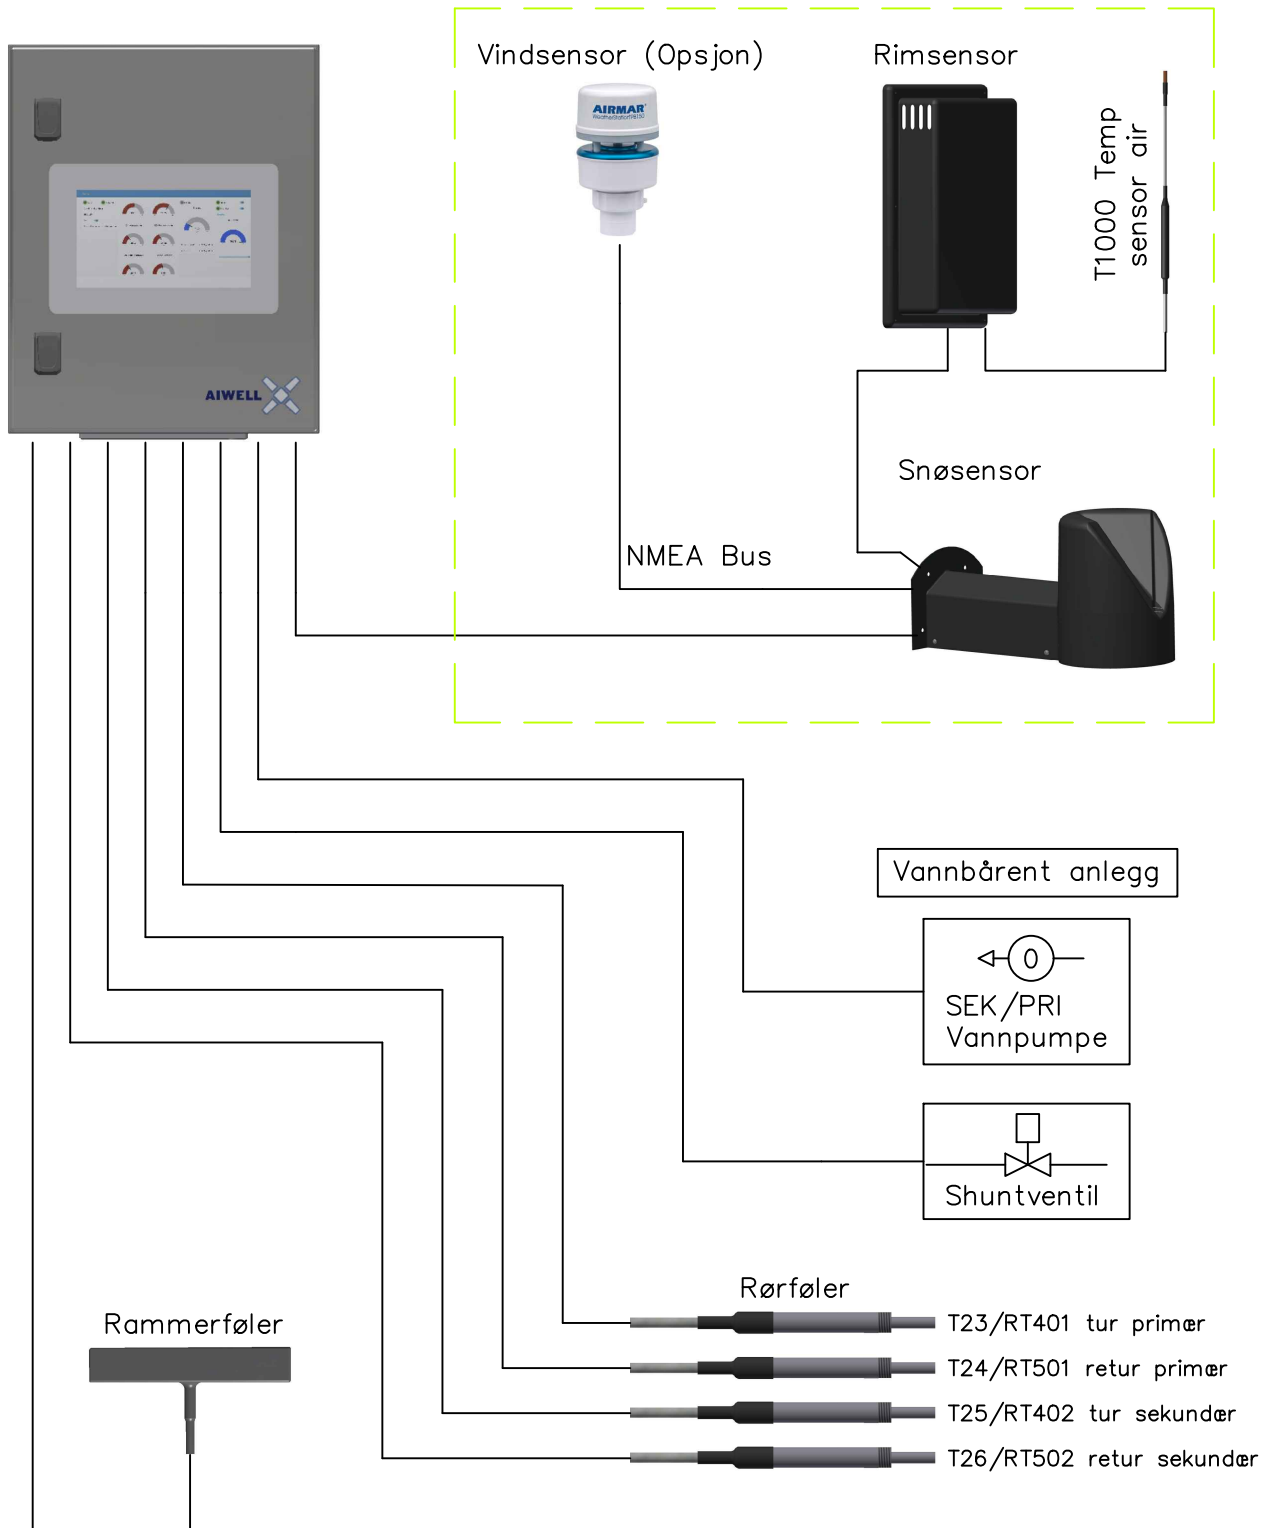 Vindsensor (Opsjon)
Rimsensor
AIRMAR
T1000 Temp
sensor air
AIWELL
Snøsensor
NMEA Bus
Vannbårent anlegg
SEK/PRI
Vannpumpe
Shuntventil
Rørføler
Rammerføler
T23/RT401 tur primær
T24/RT501 retur primær
T25/RT402 tur sekundær
T26/RT502 retur sekundær